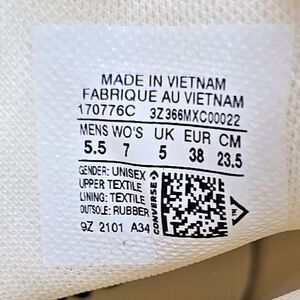 MADE IN VIETNAM
FABRIQUE AU VIETNAM
170776C 3Z366MXC00022
MENS WO'S UK EUR CM
5.5 7 5 38 23.5
GENDER: UNISEX
UPPER TEXTILE
LINING: TEXTILE
OUTSOLE: RUBBER
9Z 2101 A34
CONVERSE